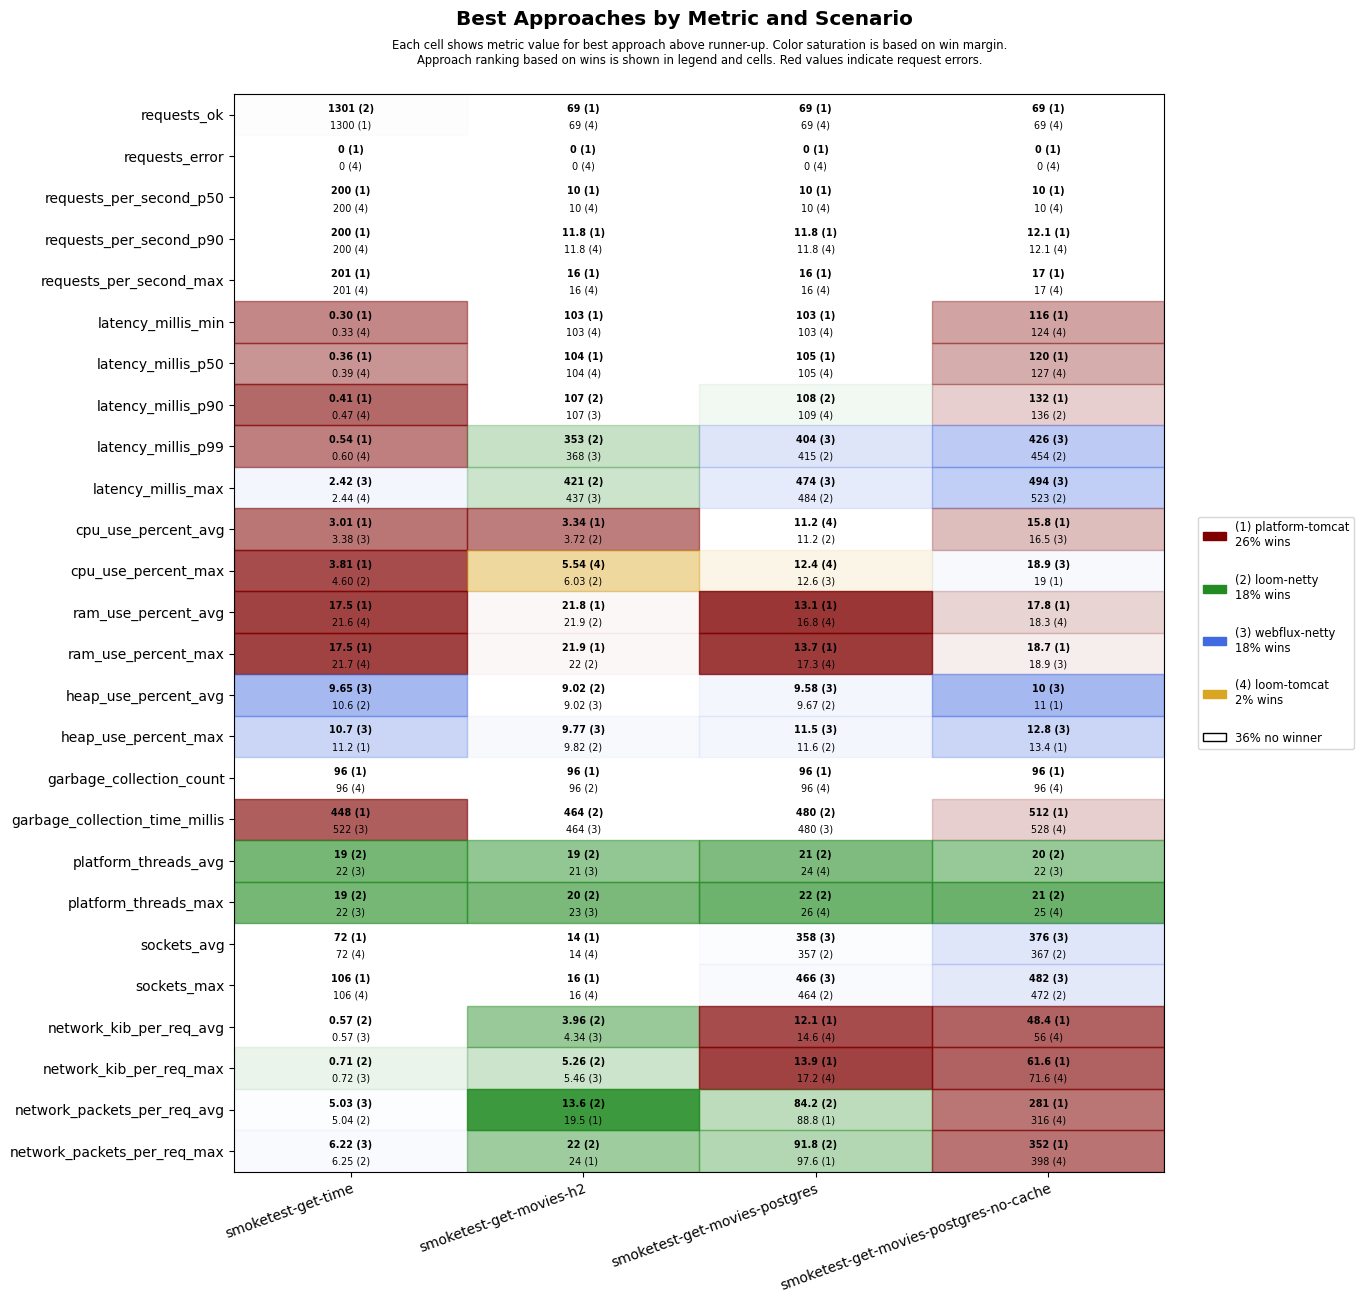 Best Approaches by Metric and Scenario
Each cell shows metric value for best approach above runner-up. Color saturation is based on win margin.
Approach ranking based on wins is shown in legend and cells. Red values indicate request errors.
requests_ok
1301 (2) 69 (1) 69 (1) 69 (1)
1300 (1) 69 (4) 69 (4) 69 (4)
requests_error
0 (1) 0 (1) 0 (1) 0 (1)
0 (4) 0 (4) 0 (4) 0 (4)
requests_per_second_p50
200 (1) 10 (1) 10 (1) 10 (1)
200 (4) 10 (4) 10 (4) 10 (4)
requests_per_second_p90
200 (1) 11.8 (1) 11.8 (1) 12.1 (1)
200 (4) 11.8 (4) 11.8 (4) 12.1 (4)
requests_per_second_max
201 (1) 16 (1) 16 (1) 17 (1)
201 (4) 16 (4) 16 (4) 17 (4)
latency_millis_min
0.30 (1) 103 (1) 103 (1) 116 (1)
0.33 (4) 103 (4) 103 (4) 124 (4)
latency_millis_p50
0.36 (1) 104 (1) 105 (1) 120 (1)
0.39 (4) 104 (4) 105 (4) 127 (4)
latency_millis_p90
0.41 (1) 107 (2) 108 (2) 132 (1)
0.47 (4) 107 (3) 109 (4) 136 (2)
latency_millis_p99
0.54 (1) 353 (2) 404 (3) 426 (3)
0.60 (4) 368 (3) 415 (2) 454 (2)
latency_millis_max
2.42 (3) 421 (2) 474 (3) 494 (3)
2.44 (4) 437 (3) 484 (2) 523 (2)
cpu_use_percent_avg
3.01 (1) 3.34 (1) 11.2 (4) 15.8 (1)
3.38 (3) 3.72 (2) 11.2 (2) 16.5 (3)
cpu_use_percent_max
3.81 (1) 5.54 (4) 12.4 (4) 18.9 (3)
4.60 (2) 6.03 (2) 12.6 (3) 19 (1)
ram_use_percent_avg
17.5 (1) 21.8 (1) 13.1 (1) 17.8 (1)
21.6 (4) 21.9 (2) 16.8 (4) 18.3 (4)
ram_use_percent_max
17.5 (1) 21.9 (1) 13.7 (1) 18.7 (1)
21.7 (4) 22 (2) 17.3 (4) 18.9 (3)
heap_use_percent_avg
9.65 (3) 9.02 (2) 9.58 (3) 10 (3)
10.6 (2) 9.02 (3) 9.67 (2) 11 (1)
heap_use_percent_max
10.7 (3) 9.77 (3) 11.5 (3) 12.8 (3)
11.2 (1) 9.82 (2) 11.6 (2) 13.4 (1)
garbage_collection_count
96 (1) 96 (1) 96 (1) 96 (1)
96 (4) 96 (2) 96 (4) 96 (4)
garbage_collection_time_millis
448 (1) 464 (2) 480 (2) 512 (1)
522 (3) 464 (3) 480 (3) 528 (4)
platform_threads_avg
19 (2) 19 (2) 21 (2) 20 (2)
22 (3) 21 (3) 24 (4) 22 (3)
platform_threads_max
19 (2) 20 (2) 22 (2) 21 (2)
22 (3) 23 (3) 26 (4) 25 (4)
sockets_avg
72 (1) 14 (1) 358 (3) 376 (3)
72 (4) 14 (4) 357 (2) 367 (2)
sockets_max
106 (1) 16 (1) 466 (3) 482 (3)
106 (4) 16 (4) 464 (2) 472 (2)
network_kib_per_req_avg
0.57 (2) 3.96 (2) 12.1 (1) 48.4 (1)
0.57 (3) 4.34 (3) 14.6 (4) 56 (4)
network_kib_per_req_max
0.71 (2) 5.26 (2) 13.9 (1) 61.6 (1)
0.72 (3) 5.46 (3) 17.2 (4) 71.6 (4)
network_packets_per_req_avg
5.03 (3) 13.6 (2) 84.2 (2) 281 (1)
5.04 (2) 19.5 (1) 88.8 (1) 316 (4)
network_packets_per_req_max
6.22 (3) 22 (2) 91.8 (2) 352 (1)
6.25 (2) 24 (1) 97.6 (1) 398 (4)
smoketest-get-time
smoketest-get-movies-h2
smoketest-get-movies-postgres
smoketest-get-movies-postgres-no-cache
(1) platform-tomcat
26% wins
(2) loom-netty
18% wins
(3) webflux-netty
18% wins
(4) loom-tomcat
2% wins
36% no winner